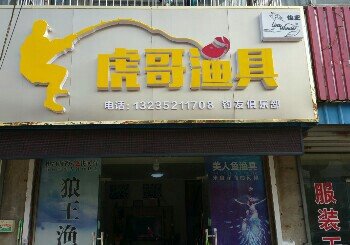 虎哥渔具
电话：13235211708 钓友俱乐部
美人鱼渔具
狼王渔
服装